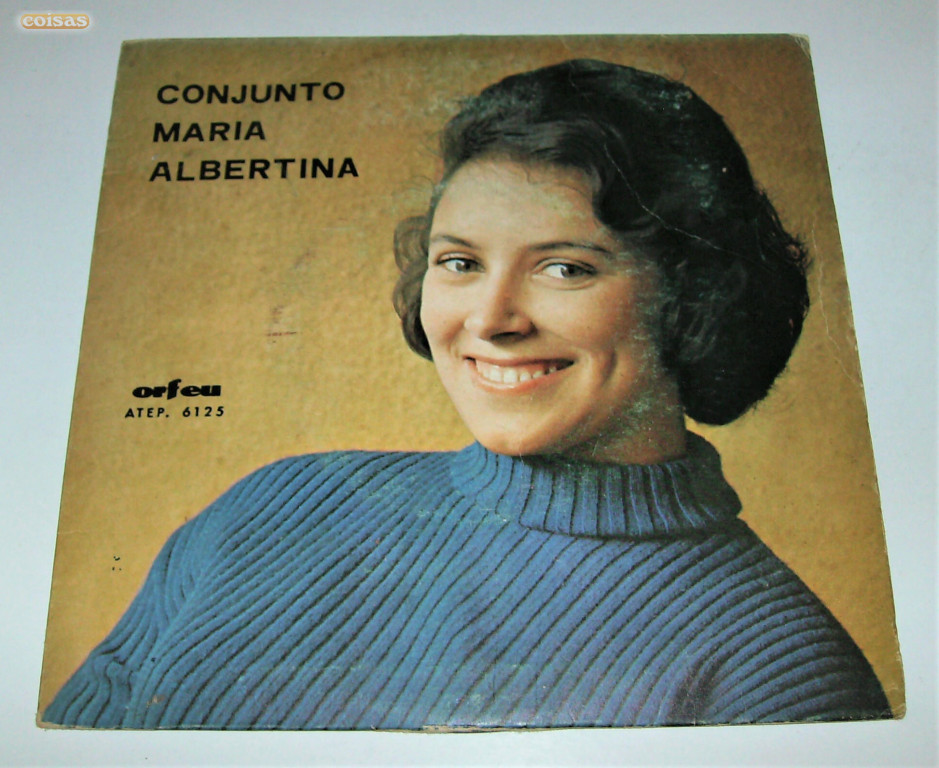 coisas
CONJUNTO
MARIA
ALBERTINA
orfeu
ATEP. 6125